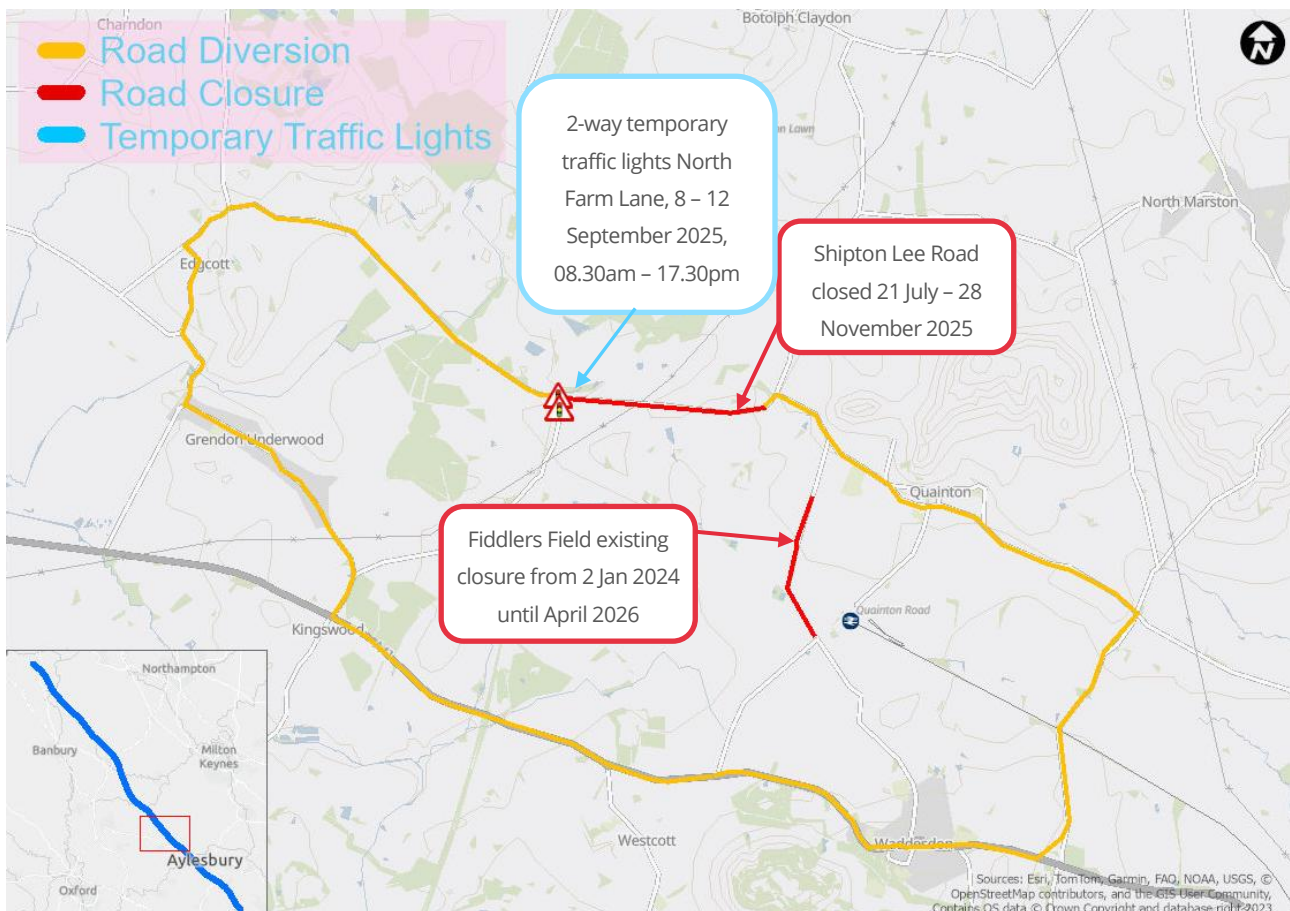 Charndon
Botolph Claydon
N
Road Diversion
Road Closure
Temporary Traffic Lights
2-way temporary
traffic lights North
Farm Lane, 8 – 12
September 2025,
08.30am – 17.30pm
Lawn
North Marston
Shipton Lee Road
closed 21 July – 28
November 2025
Edgcott
Grendon Underwood
Quainton
Fiddlers Field existing
closure from 2 Jan 2024
until April 2026
Quainton Road
Kingswood
Westcott
Waddesdon
Northampton
Banbury
Milton
Keynes
Aylesbury
Oxford
Sources: Esri, TomTom, Garmin, FAO, NOAA, USGS, ©
OpenStreetMap contributors, and the GIS User Community,
Contains OS data © Crown Copyright and database right 2023